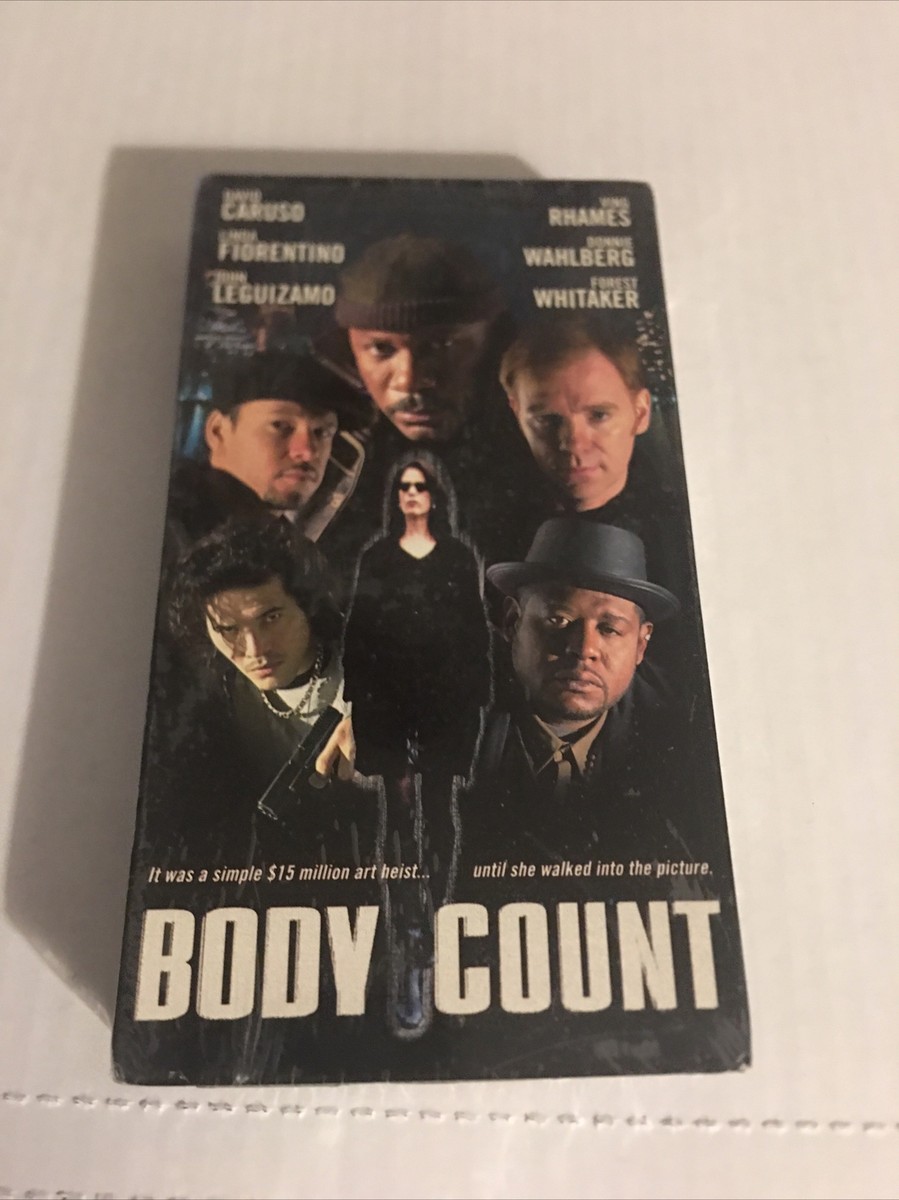 DAVID
CARUSO
LINDA
FIORENTINO
JOHN
LEGUIZAMO
VING
RHAMES
DONNIE
WAHLBERG
FOREST
WHITAKER
It was a simple $15 million art heist... until she walked into the picture.
BODY COUNT